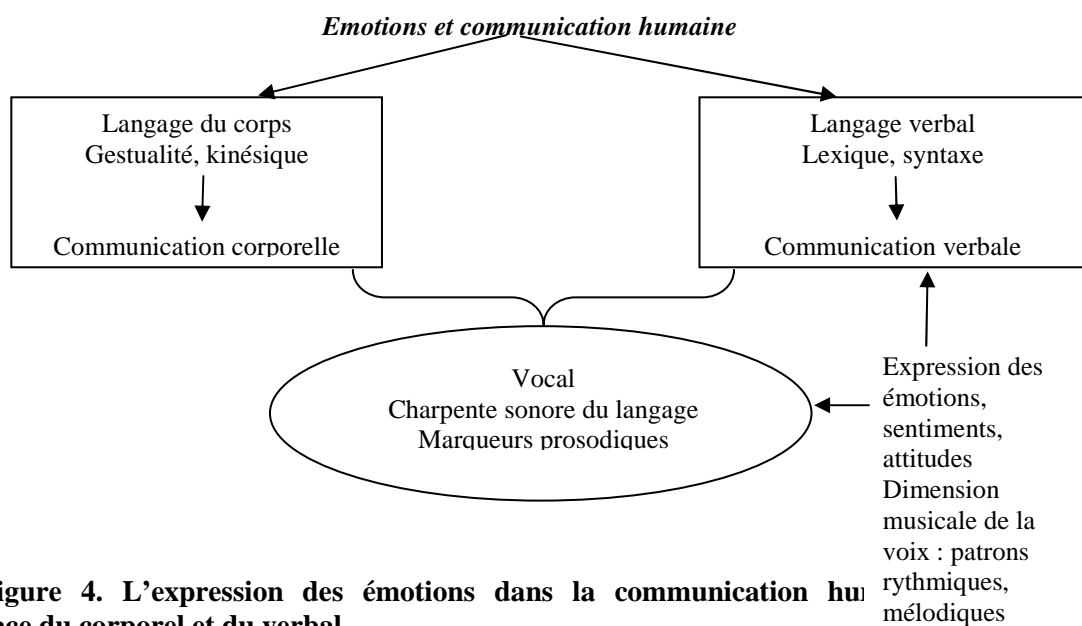 Emotions et communication humaine
Langage du corps
Gestualité, kinésique
Communication corporelle
Langage verbal
Lexique, syntaxe
Communication verbale
Vocal
Charpente sonore du langage
Marqueurs prosodiques
Expression des
émotions,
sentiments,
attitudes
Dimension
musicale de la
voix : patrons
rythmiques,
mélodiques
igure 4. L’expression des émotions dans la communication
du corporel et du verbal